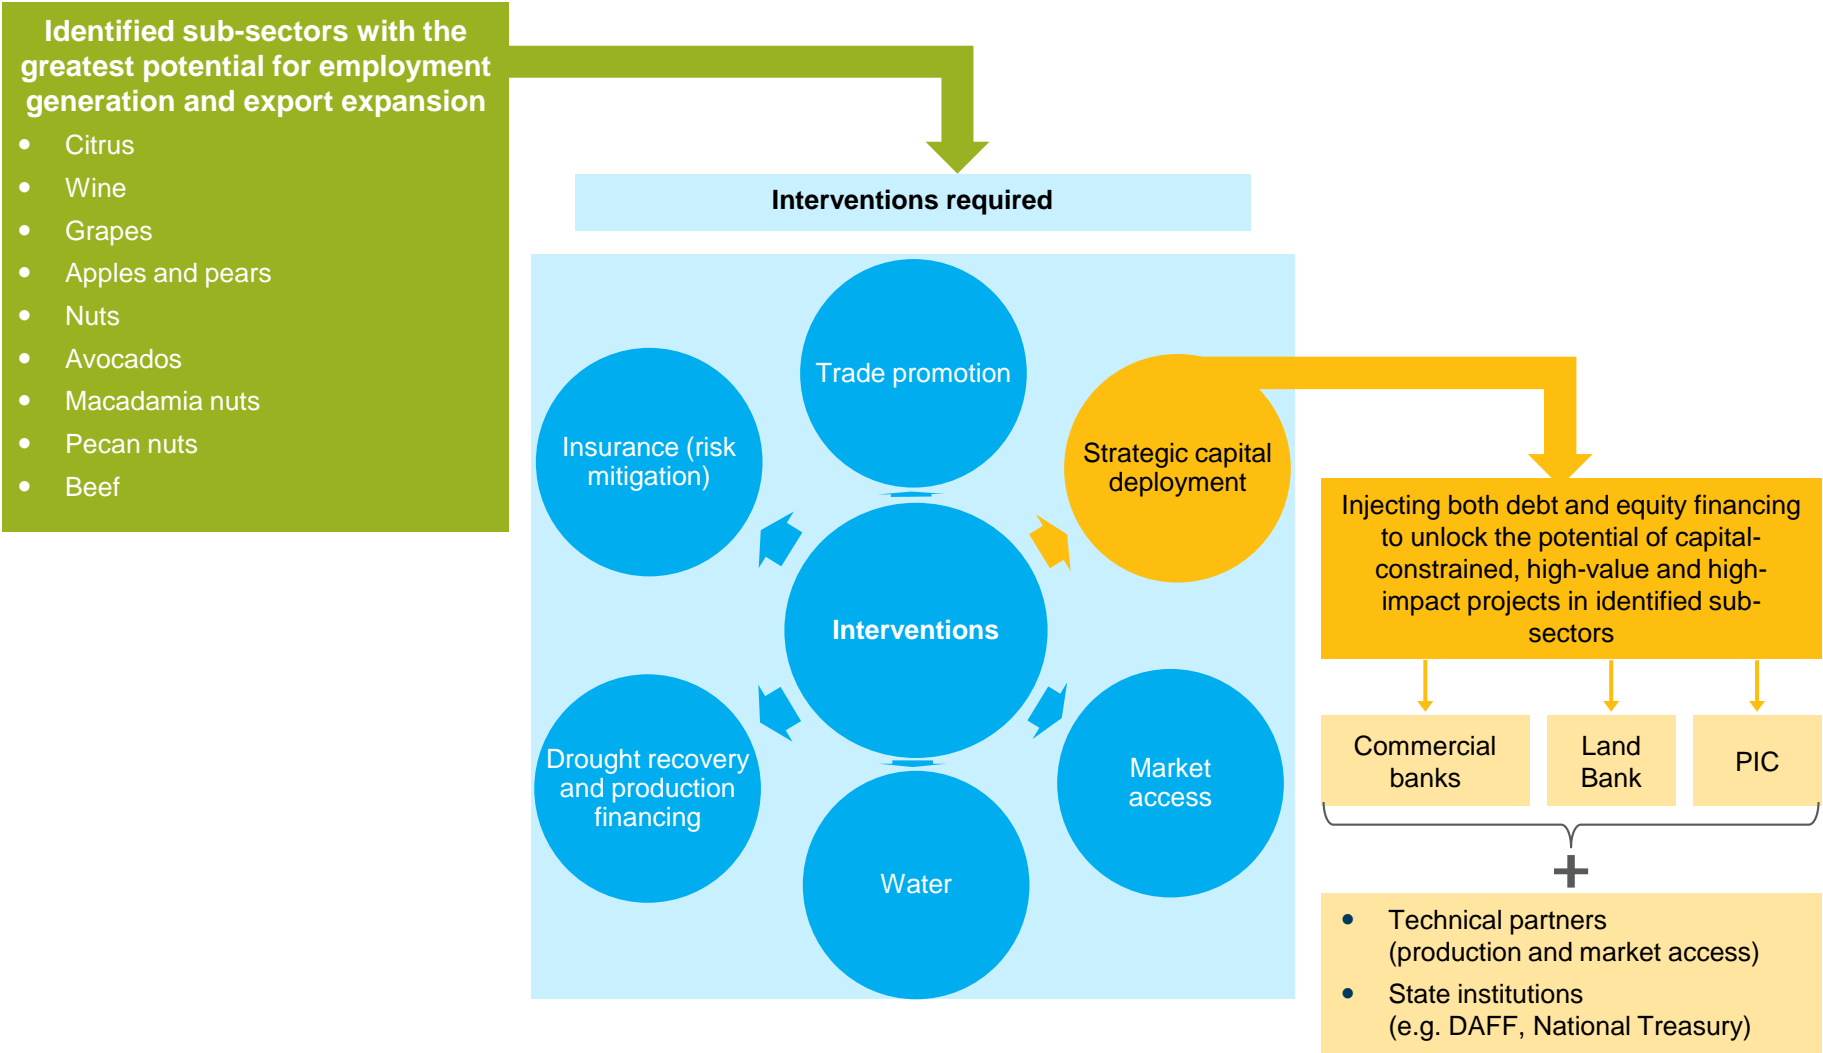 Identified sub-sectors with the
greatest potential for employment
generation and export expansion
• Citrus
• Wine
• Grapes
• Apples and pears
• Nuts
• Avocados
• Macadamia nuts
• Pecan nuts
• Beef
Interventions required
Trade promotion
Insurance (risk
mitigation)
Strategic capital
deployment
Interventions
Drought recovery
and production
financing
Market
access
Water
Injecting both debt and equity financing
to unlock the potential of capital-
constrained, high-value and high-
impact projects in identified sub-
sectors
Commercial
banks
Land
Bank
PIC
+
• Technical partners
(production and market access)
• State institutions
(e.g. DAFF, National Treasury)